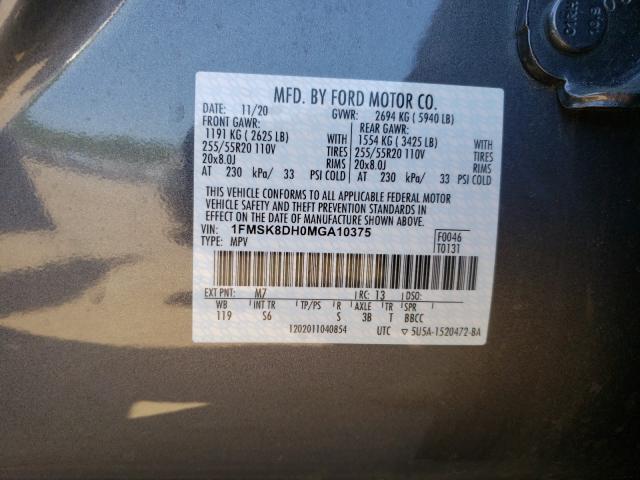 MFD. BY FORD MOTOR CO.
DATE: 11/20 GVWR: 2694 KG ( 5940 LB)
FRONT GAWR: REAR GAWR:
1191 KG ( 2625 LB) WITH 1554 KG ( 3425 LB) WITH
255/55R20 110V TIRES 255/55R20 110V TIRES
20x8.0J RIMS 20x8.0J RIMS
AT 230 kPa/ 33 PSI COLD AT 230 kPa/ 33 PSI COLD
THIS VEHICLE CONFORMS TO ALL APPLICABLE FEDERAL MOTOR
VEHICLE SAFETY AND THEFT PREVENTION STANDARDS IN
EFFECT ON THE DATE OF MANUFACTURE SHOWN ABOVE.
VIN: 1FMSK8DH0MGA10375 F0046
TYPE: MPV T0131
EXT PNT: M7 RC: 13 DSO:
WB INT TR TP/PS R AXLE TR SPR
119 S6 S 3B T BBCC
1202011040854 UTC ▽ 5U5A-1520472-BA